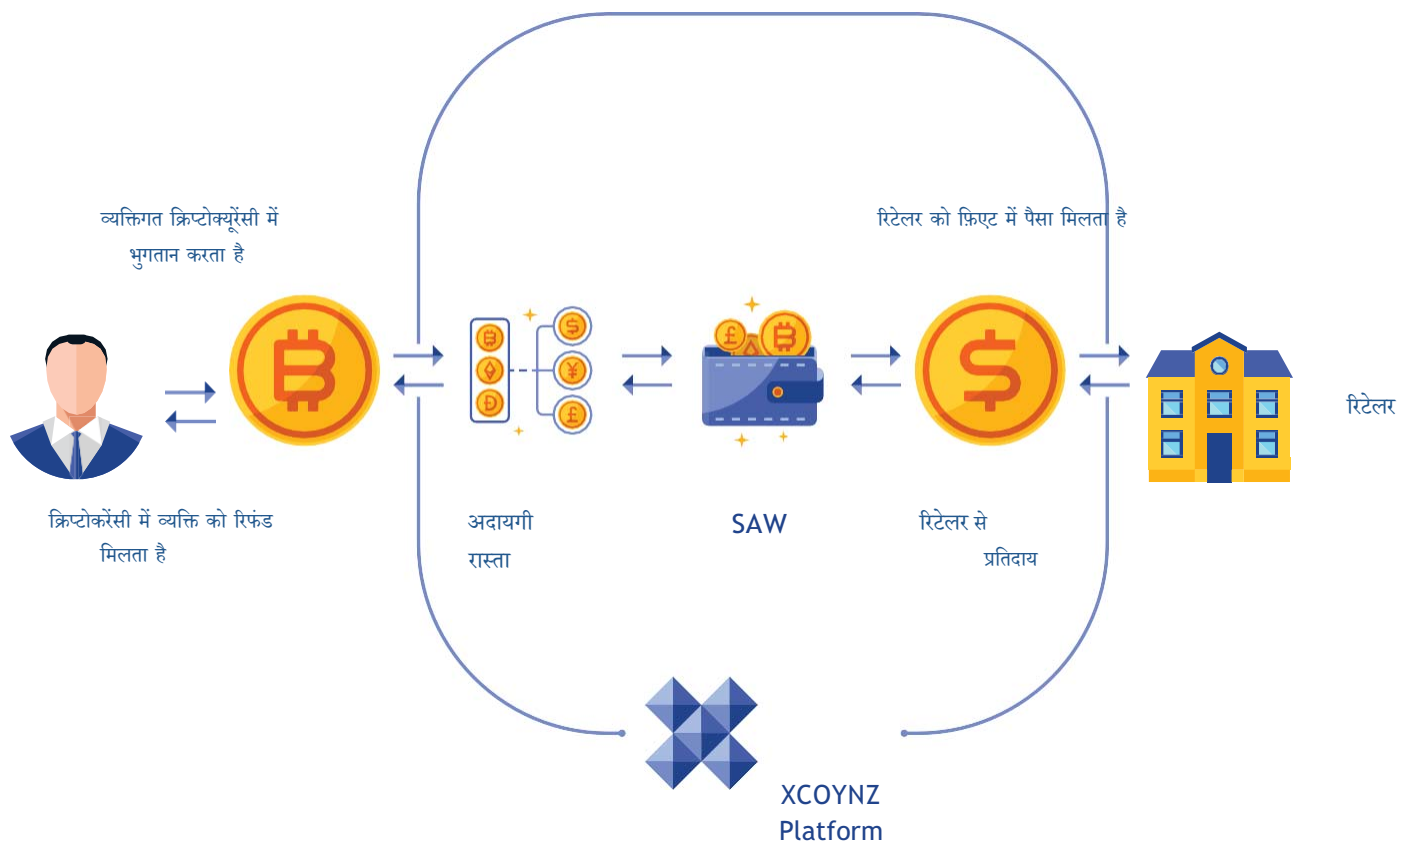 व्यक्तिगत क्रिप्टोक्यूरेंसी में
भुगतान करता है
रिटेलर को फ़िएट में पैसा मिलता है
रिटेलर
क्रिप्टोकरेंसी में व्यक्ति को रिफंड
मिलता है
अदायगी
रास्ता
SAW
रिटेलर से
प्रतिदाय
XCOYNZ
Platform